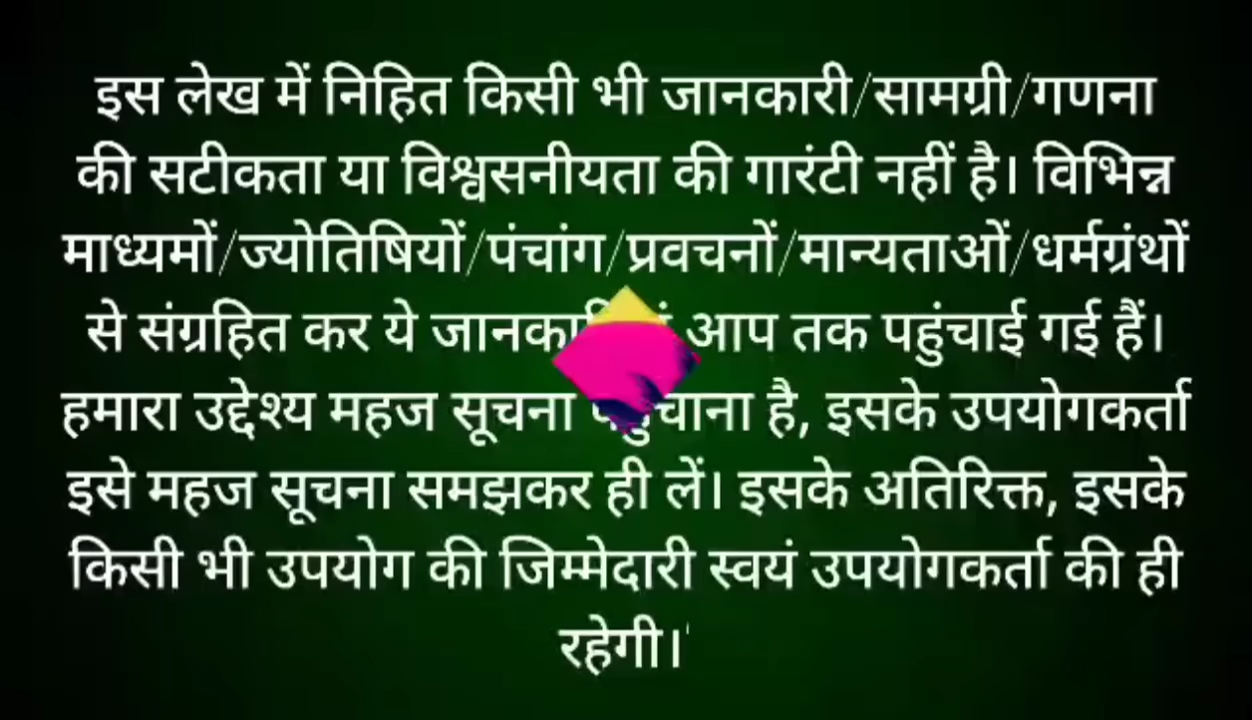 इस लेख में निहित किसी भी जानकारी/सामग्री/गणना
की सटीकता या विश्वसनीयता की गारंटी नहीं है। विभिन्न
माध्यमों/ज्योतिषियों/पंचांग/प्रवचनों/मान्यताओं/धर्मग्रंथों
से संग्रहित कर ये आप तक पहुंचाई गई हैं।
हमारा उद्देश्य महज सूचना है, इसके उपयोगकर्ता
इसे महज सूचना समझकर ही लें। इसके अतिरिक्त, इसके
किसी भी उपयोग की जिम्मेदारी स्वयं उपयोगकर्ता की ही
रहेगी।'